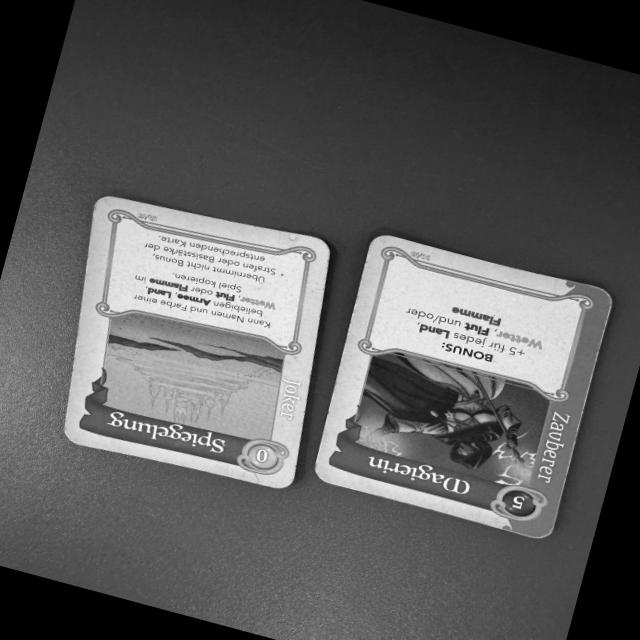 5
Magierin
Zauberer
BONUS:
+5 für jedes Land,
Wetter, Flut und/oder
Flamme
0
Spiegelung
Joker
Kann Namen und Farbe einer
beliebigen Armee, Land,
Wetter, Flut oder Flamme im
Spiel kopieren.
Übernimmt nicht Bonus,
Strafen oder Basisstärke der
entsprechenden Karte.